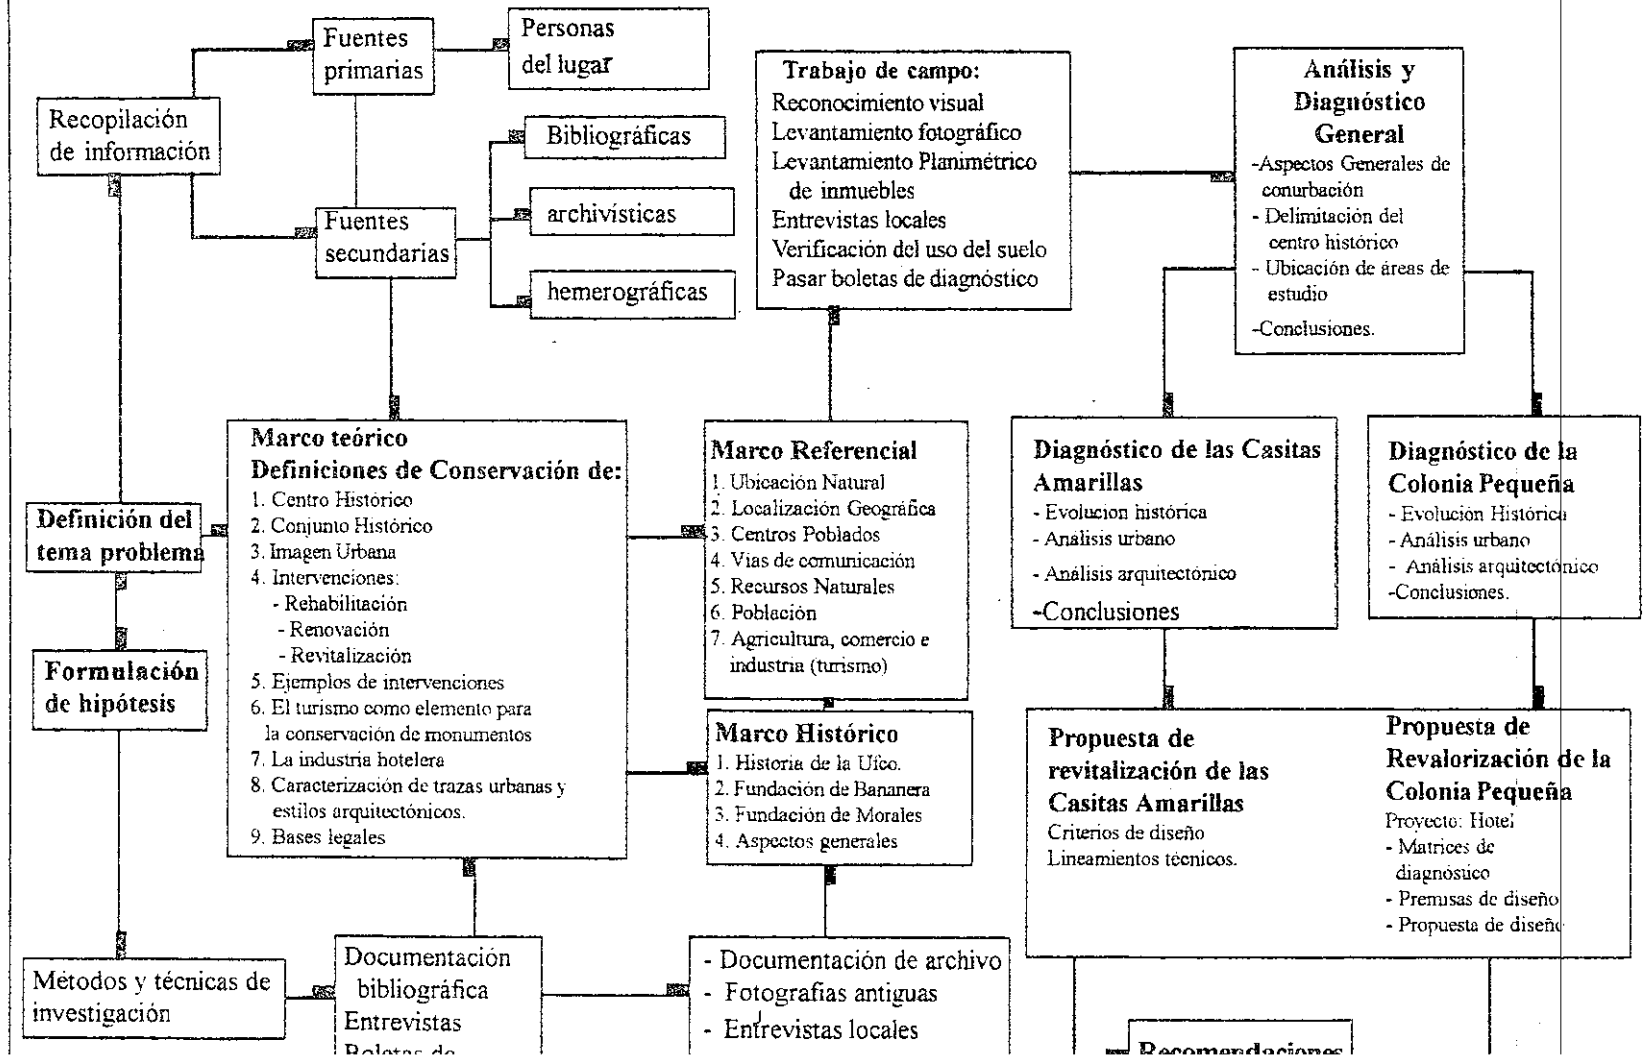 Fuentes
primarias
Personas
del lugar
Recopilación
de información
Bibliográficas
archivísticas
Fuentes
secundarias
hemerográficas
Trabajo de campo:
Reconocimiento visual
Levantamiento fotográfico
Levantamiento Planimétrico
de inmuebles
Entrevistas locales
Verificación del uso del suelo
Pasar boletas de diagnóstico
Análisis y
Diagnóstico
General
-Aspectos Generales de
conurbación
- Delimitación del
centro histórico
- Ubicación de áreas de
estudio
-Conclusiones.
Definición del
tema problema
Formulación
de hipótesis
Marco teórico
Definiciones de Conservación de:
1. Centro Histórico
2. Conjunto Histórico
3. Imagen Urbana
4. Intervenciones:
- Rehabilitación
- Renovación
- Revitalización
5. Ejemplos de intervenciones
6. El turismo como elemento para
la conservación de monumentos
7. La industria hotelera
8. Caracterización de trazas urbanas y
estilos arquitectónicos.
9. Bases legales
Marco Referencial
1. Ubicación Natural
2. Localización Geográfica
3. Centros Poblados
4. Vias de comunicación
5. Recursos Naturales
6. Población
7. Agricultura, comercio e
industria (turismo)
Marco Histórico
1. Historia de la Ufco.
2. Fundación de Bananera
3. Fundación de Morales
4. Aspectos generales
Diagnóstico de las Casitas
Amarillas
- Evolucion histórica
- Análisis urbano
- Análisis arquitectónico
-Conclusiones
Diagnóstico de la
Colonia Pequeña
- Evolución Histórica
- Análisis urbano
- Análisis arquitectónico
-Conclusiones.
Propuesta de
revitalización de las
Casitas Amarillas
Criterios de diseño
Lineamientos técnicos.
Propuesta de
Revalorización de la
Colonia Pequeña
Proyecto: Hotel
- Matrices de
diagnóstico
- Premisas de diseño
- Propuesta de diseño
Métodos y técnicas de
investigación
Documentación
bibliográfica
Entrevistas
Boletas de
- Documentación de archivo
- Fotografias antiguas
- Entrevistas locales
Recomendaciones